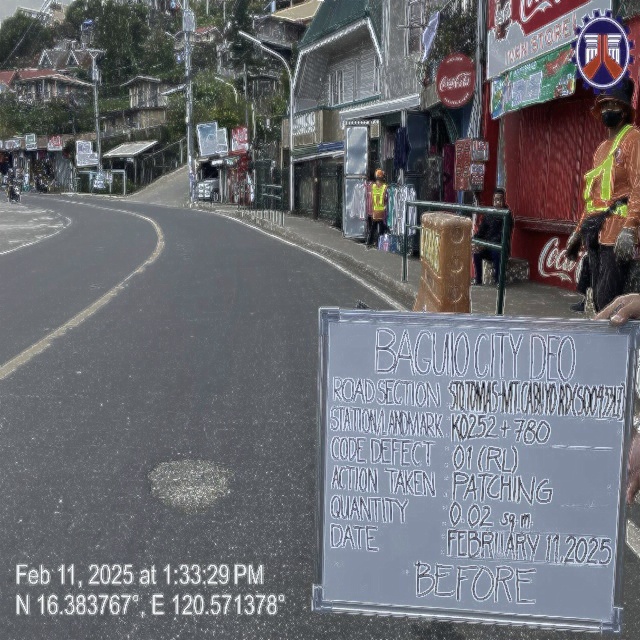 Coca-Cola
Coca-Cola
BAGUIO CITY DEO
ROAD SECTION
STATION/LANDMARK : K0252+780
CODE DEFECT : 01 (RL)
ACTION TAKEN : PATCHING
QUANTITY : 0.02 sq.m.
DATE : FEBRUARY 11, 2025
BEFORE
Feb 11, 2025 at 1:33:29 PM
N 16.383767°, E 120.571378°